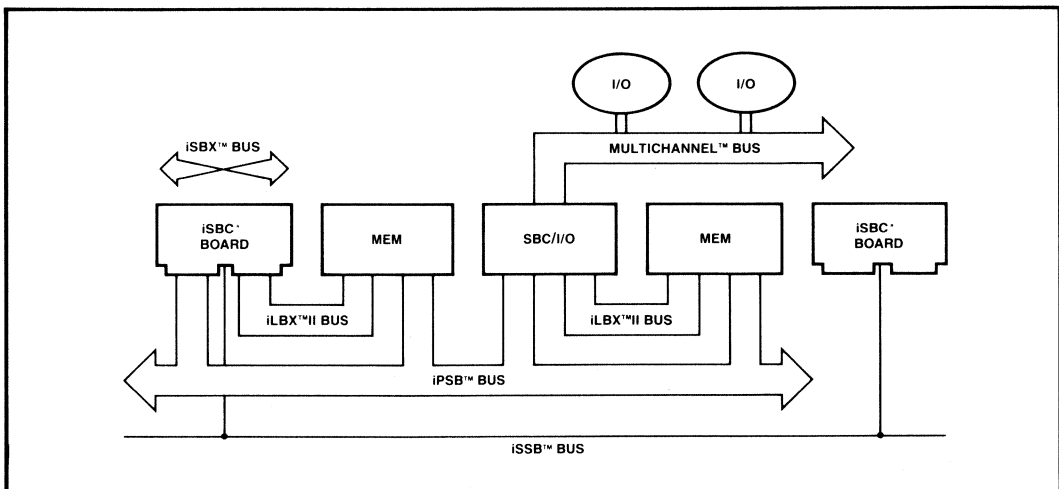 I/O
I/O
iSBX™ BUS
MULTICHANNEL™ BUS
iSBC·
BOARD
MEM
SBC/I/O
MEM
iSBC·
BOARD
iLBX™II BUS
iLBX™II BUS
iPSB™ BUS
iSSB™ BUS